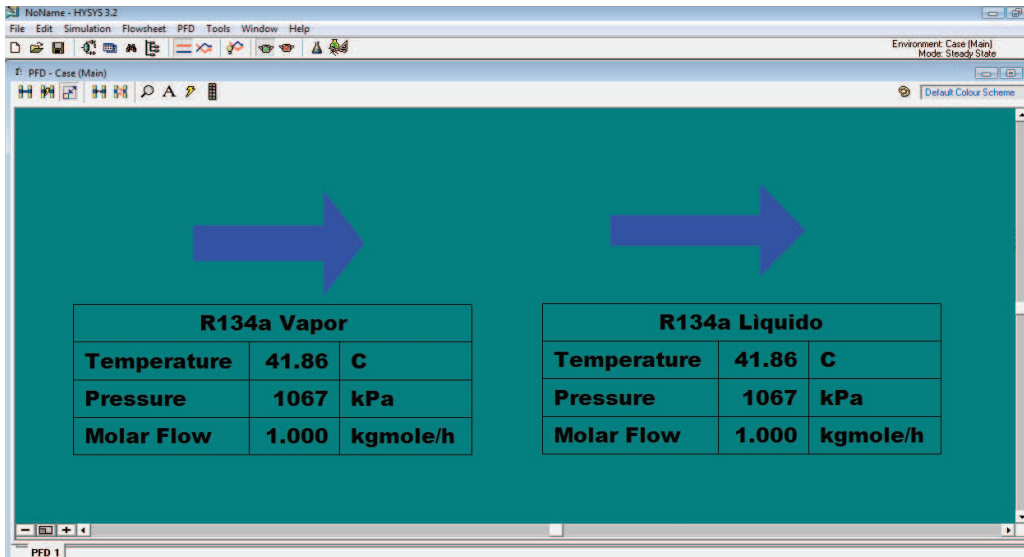 NoName - HYSYS 3.2
File Edit Simulation Flowsheet PFD Tools Window Help
Environment: Case (Main)
Mode: Steady State
PFD - Case (Main)
A
Default Colour Scheme
R134a Vapor
Temperature 41.86 C
Pressure 1067 kPa
Molar Flow 1.000 kgmole/h
R134a Lìquido
Temperature 41.86 C
Pressure 1067 kPa
Molar Flow 1.000 kgmole/h
PFD 1